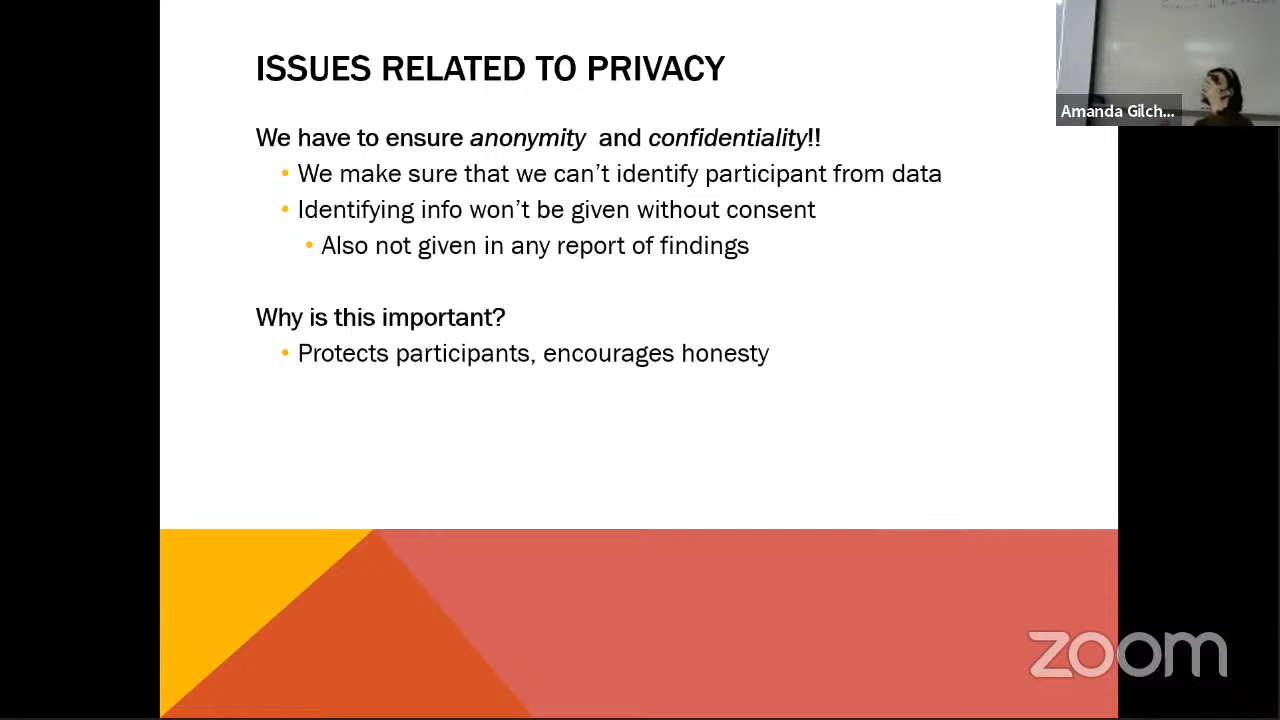 ISSUES RELATED TO PRIVACY
We have to ensure anonymity and confidentiality!!
• We make sure that we can't identify participant from data
• Identifying info won't be given without consent
• Also not given in any report of findings
Why is this important?
• Protects participants, encourages honesty
Amanda Gilch...
zoom